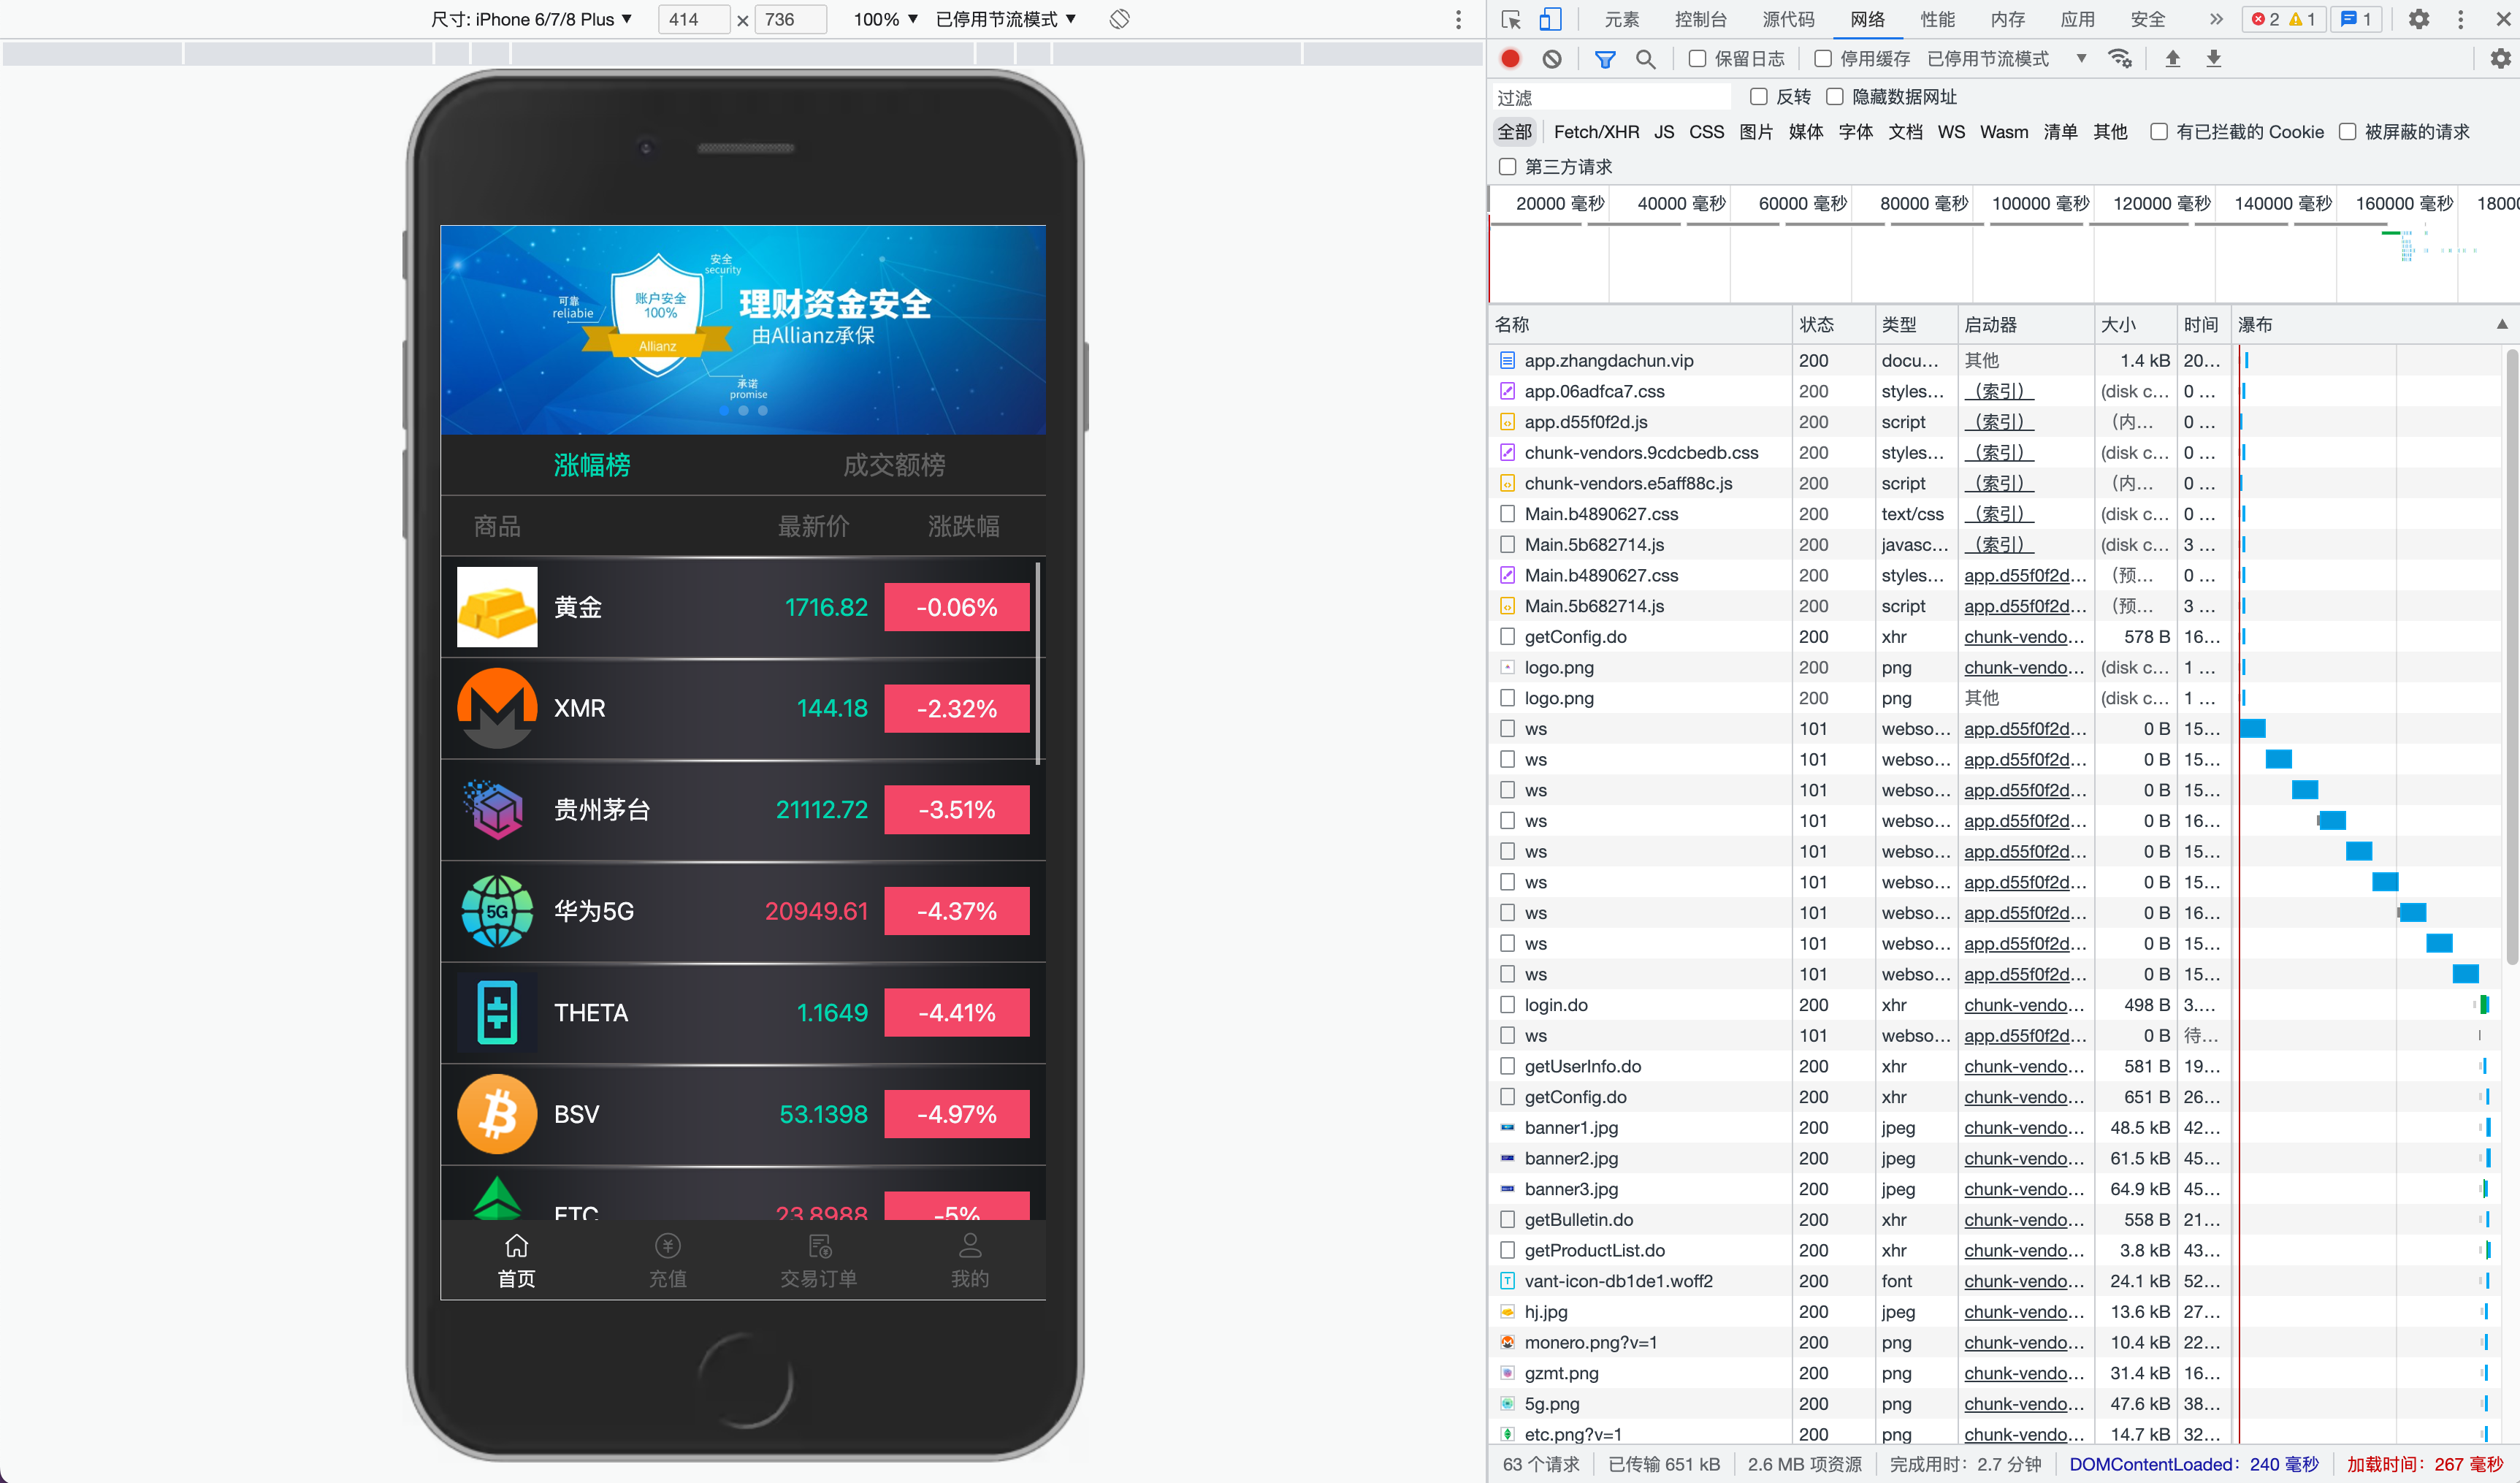 尺寸: iPhone 6/7/8 Plus ▼ 414 × 736 100% ▼ 已停用节流模式 ▼
安全
security
可靠
reliable
账户安全
100%
Allianz
理财资金安全
由Allianz承保
承诺
promise
涨幅榜 成交额榜
商品 最新价 涨跌幅
黄金 1716.82 -0.06%
XMR 144.18 -2.32%
贵州茅台 21112.72 -3.51%
华为5G 20949.61 -4.37%
5G
THETA 1.1649 -4.41%
BSV 53.1398 -4.97%
ETC 23.8988 -5%
首页 充值 交易订单 我的
元素 控制台 源代码 网络 性能 内存 应用 安全 » 2 1 1
保留日志 停用缓存 已停用节流模式 ▼
过滤 反转 隐藏数据网址
全部 Fetch/XHR JS CSS 图片 媒体 字体 文档 WS Wasm 清单 其他 有已拦截的 Cookie 被屏蔽的请求
第三方请求
20000 毫秒 40000 毫秒 60000 毫秒 80000 毫秒 100000 毫秒 120000 毫秒 140000 毫秒 160000 毫秒 1800
名称 状态 类型 启动器 大小 时间 瀑布 ▲
app.zhangdachun.vip 200 docu... 其他 1.4 kB 20...
app.06adfca7.css 200 styles... （索引） (disk c... 0 ...
app.d55f0f2d.js 200 script （索引） （内... 0 ...
chunk-vendors.9cdcbedb.css 200 styles... （索引） (disk c... 0 ...
chunk-vendors.e5aff88c.js 200 script （索引） （内... 0 ...
Main.b4890627.css 200 text/css （索引） (disk c... 0 ...
Main.5b682714.js 200 javasc... （索引） (disk c... 3 ...
Main.b4890627.css 200 styles... app.d55f0f2d... （预... 0 ...
Main.5b682714.js 200 script app.d55f0f2d... （预... 3 ...
getConfig.do 200 xhr chunk-vendo... 578 B 16...
logo.png 200 png chunk-vendo... (disk c... 1 ...
logo.png 200 png 其他 (disk c... 1 ...
ws 101 webso... app.d55f0f2d... 0 B 15...
ws 101 webso... app.d55f0f2d... 0 B 15...
ws 101 webso... app.d55f0f2d... 0 B 15...
ws 101 webso... app.d55f0f2d... 0 B 16...
ws 101 webso... app.d55f0f2d... 0 B 15...
ws 101 webso... app.d55f0f2d... 0 B 15...
ws 101 webso... app.d55f0f2d... 0 B 16...
ws 101 webso... app.d55f0f2d... 0 B 15...
ws 101 webso... app.d55f0f2d... 0 B 15...
login.do 200 xhr chunk-vendo... 498 B 3....
ws 101 webso... app.d55f0f2d... 0 B 待...
getUserInfo.do 200 xhr chunk-vendo... 581 B 19...
getConfig.do 200 xhr chunk-vendo... 651 B 26...
banner1.jpg 200 jpeg chunk-vendo... 48.5 kB 42...
banner2.jpg 200 jpeg chunk-vendo... 61.5 kB 45...
banner3.jpg 200 jpeg chunk-vendo... 64.9 kB 45...
getBulletin.do 200 xhr chunk-vendo... 558 B 21...
getProductList.do 200 xhr chunk-vendo... 3.8 kB 43...
vant-icon-db1de1.woff2 200 font chunk-vendo... 24.1 kB 52...
hj.jpg 200 jpeg chunk-vendo... 13.6 kB 27...
monero.png?v=1 200 png chunk-vendo... 10.4 kB 22...
gzmt.png 200 png chunk-vendo... 31.4 kB 16...
5g.png 200 png chunk-vendo... 47.6 kB 38...
etc.png?v=1 200 png chunk-vendo... 14.7 kB 32...
63 个请求 已传输 651 kB 2.6 MB 项资源 完成用时：2.7 分钟 DOMContentLoaded：240 毫秒 加载时间：267 毫秒